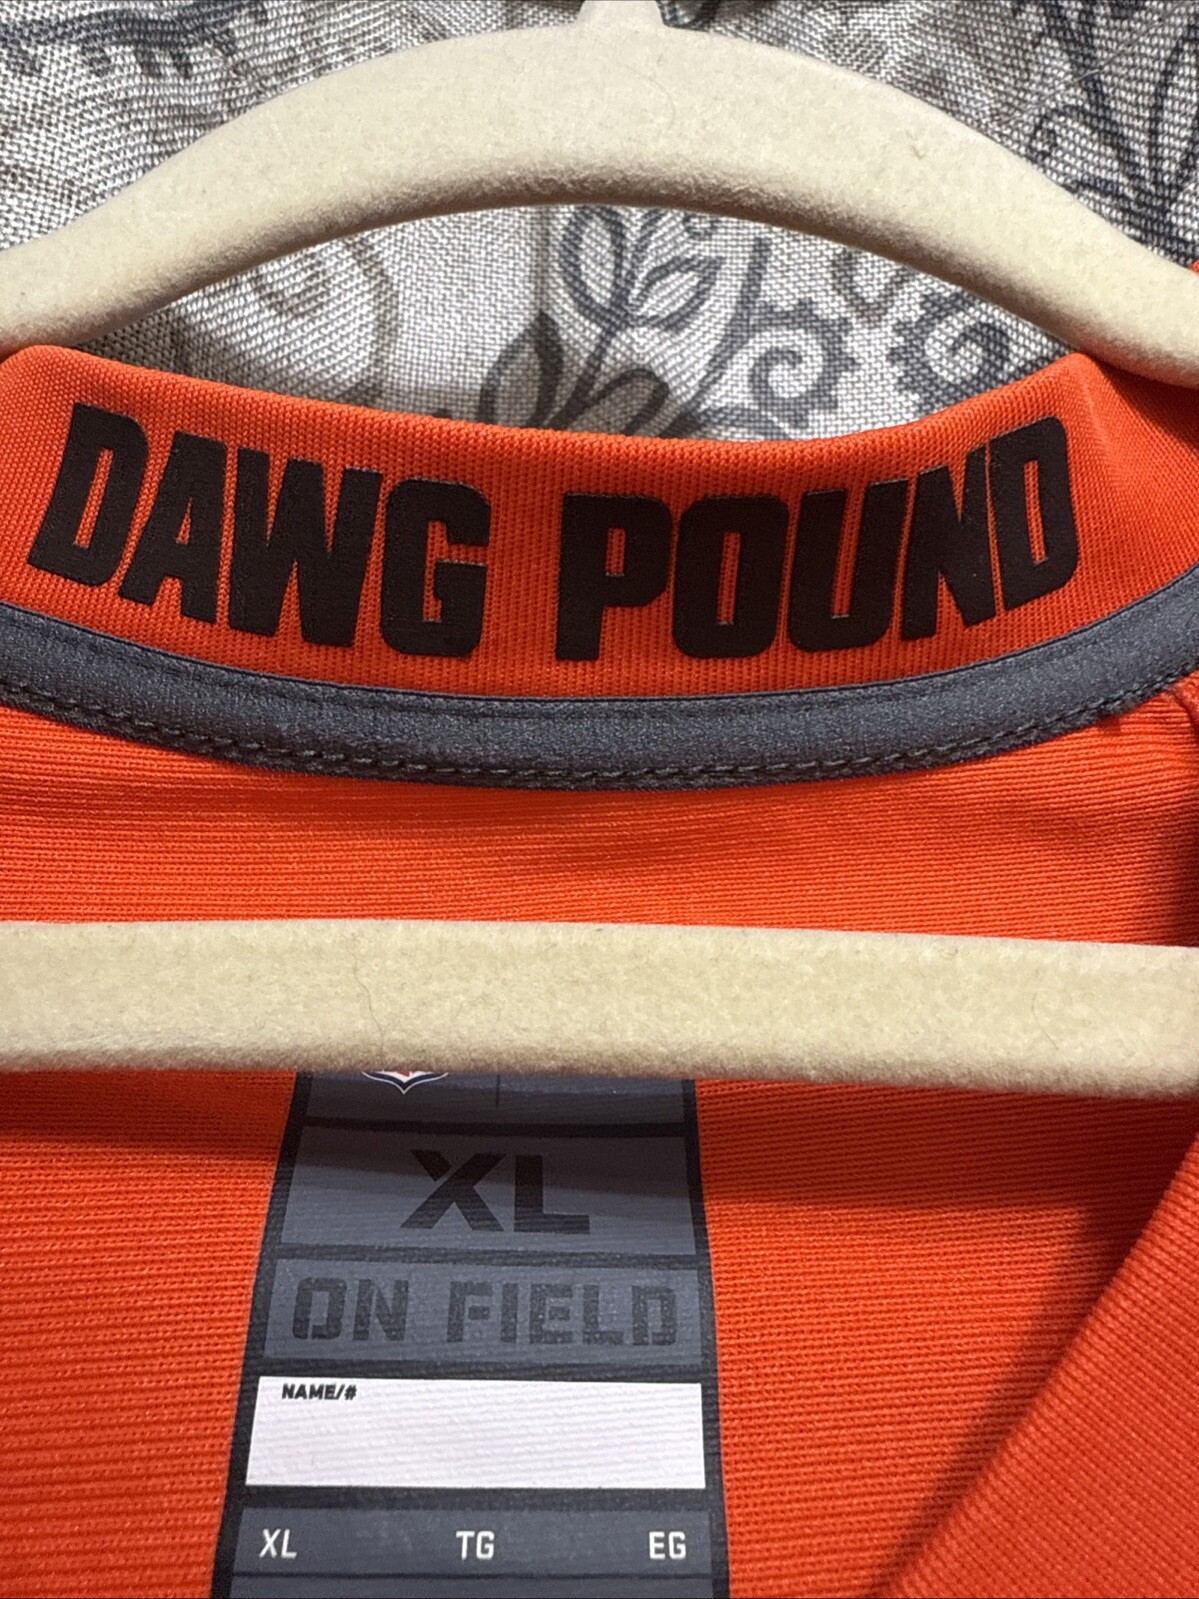 DAWG POUND
XL
ON FIELD
NAME/#
XL TG EG